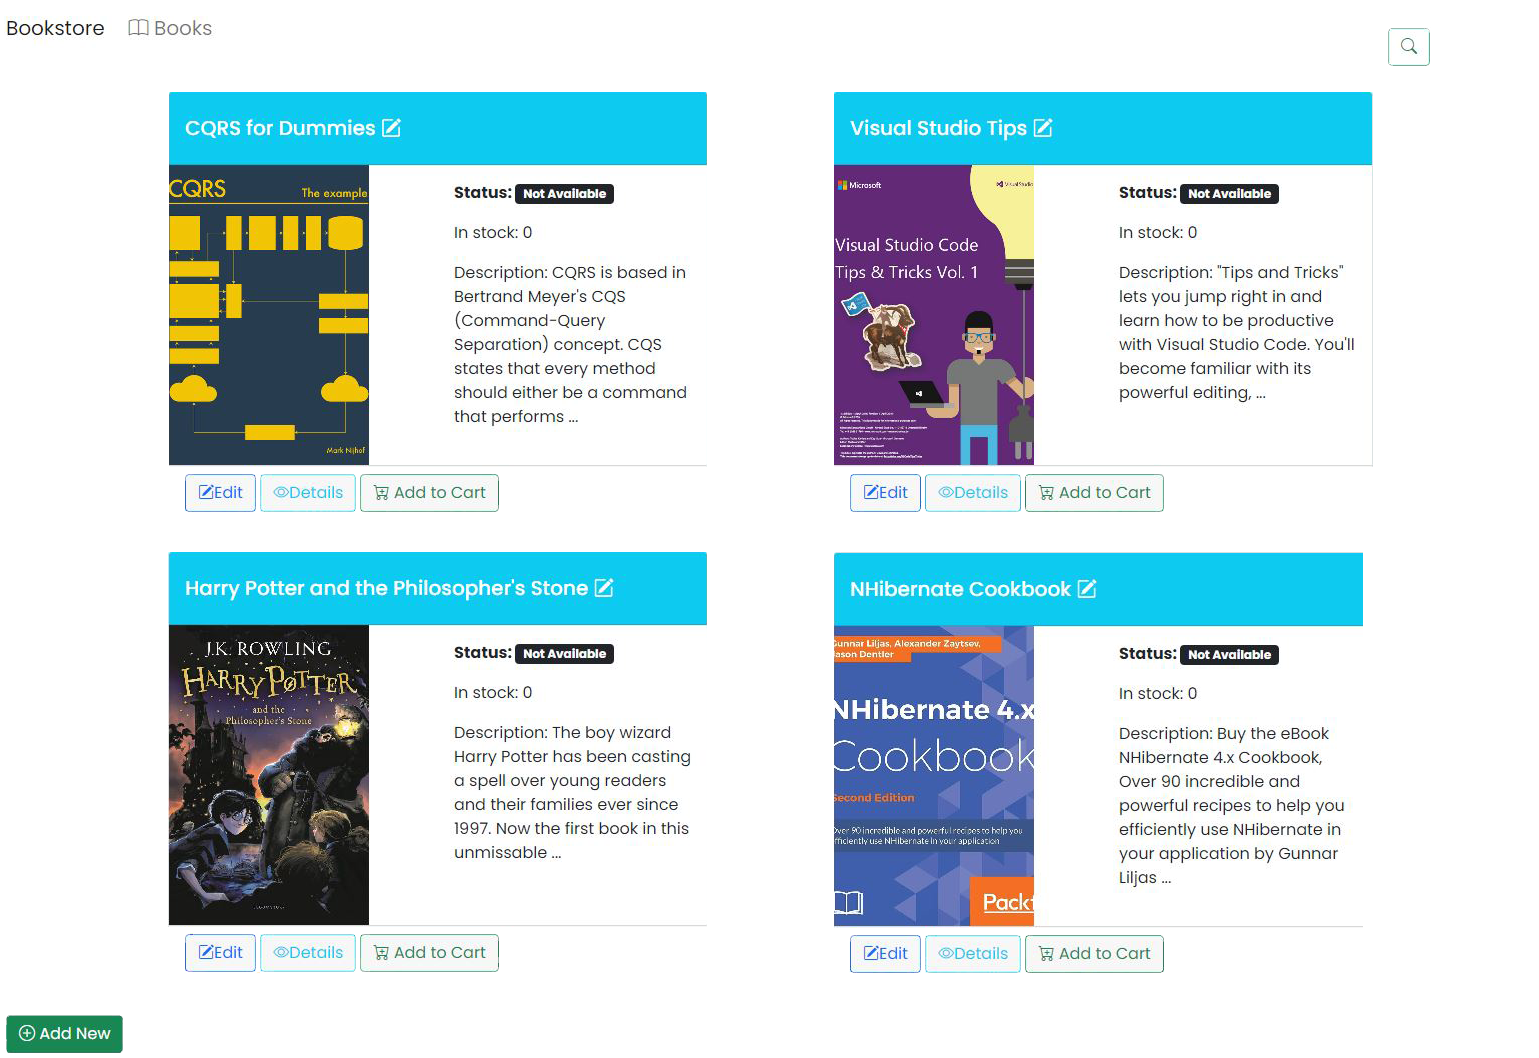 Bookstore Books
CQRS for Dummies
CQRS The example
Mark Nijhof
Status: Not Available
In stock: 0
Description: CQRS is based in
Bertrand Meyer's CQS
(Command-Query
Separation) concept. CQS
states that every method
should either be a command
that performs ...
Edit Details Add to Cart
Visual Studio Tips
Microsoft
Visual Studio
Visual Studio Code
Tips & Tricks Vol. 1
Status: Not Available
In stock: 0
Description: "Tips and Tricks"
lets you jump right in and
learn how to be productive
with Visual Studio Code. You'll
become familiar with its
powerful editing, ...
Edit Details Add to Cart
Harry Potter and the Philosopher's Stone
J.K. ROWLING
HARRY POTTER
and the
Philosopher's Stone
Status: Not Available
In stock: 0
Description: The boy wizard
Harry Potter has been casting
a spell over young readers
and their families ever since
1997. Now the first book in this
unmissable ...
Edit Details Add to Cart
NHibernate Cookbook
Gunnar Liljas, Alexander Zaytsev,
Jason Dentler
NHibernate 4.x
Cookbook
Second Edition
Over 90 incredible and powerful recipes to help you
efficiently use NHibernate in your application
Packt
Status: Not Available
In stock: 0
Description: Buy the eBook
NHibernate 4.x Cookbook,
Over 90 incredible and
powerful recipes to help you
efficiently use NHibernate in
your application by Gunnar
Liljas ...
Edit Details Add to Cart
Add New